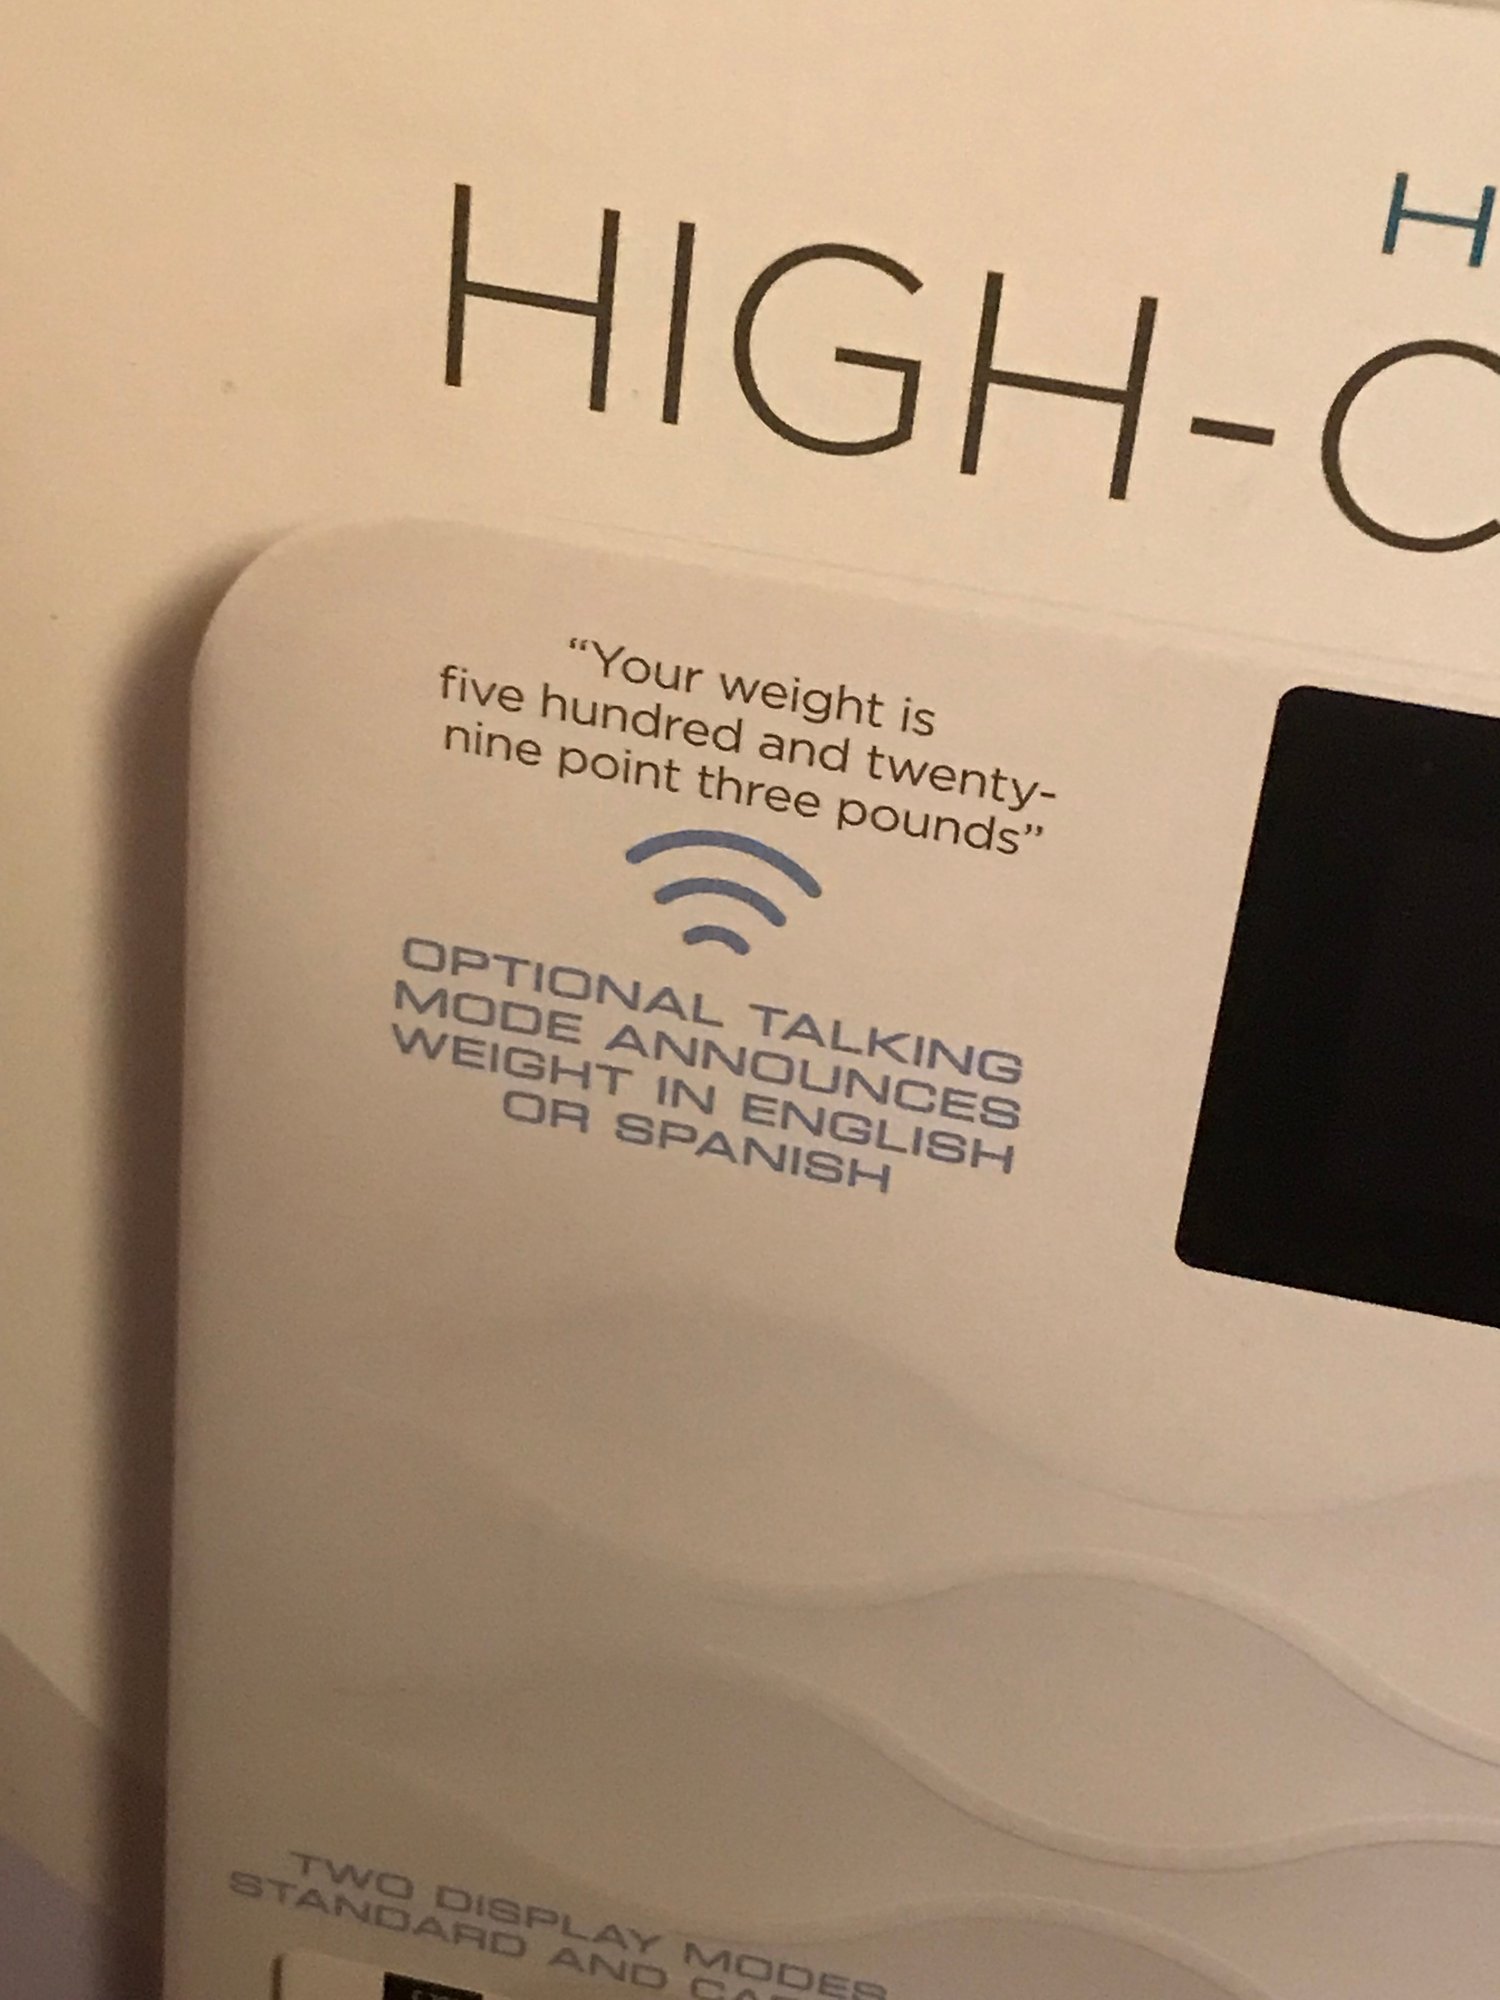 H
HIGH-C
“Your weight is
five hundred and twenty-
nine point three pounds”
OPTIONAL TALKING
MODE ANNOUNCES
WEIGHT IN ENGLISH
OR SPANISH
TWO DISPLAY MODES
STANDARD AND CA